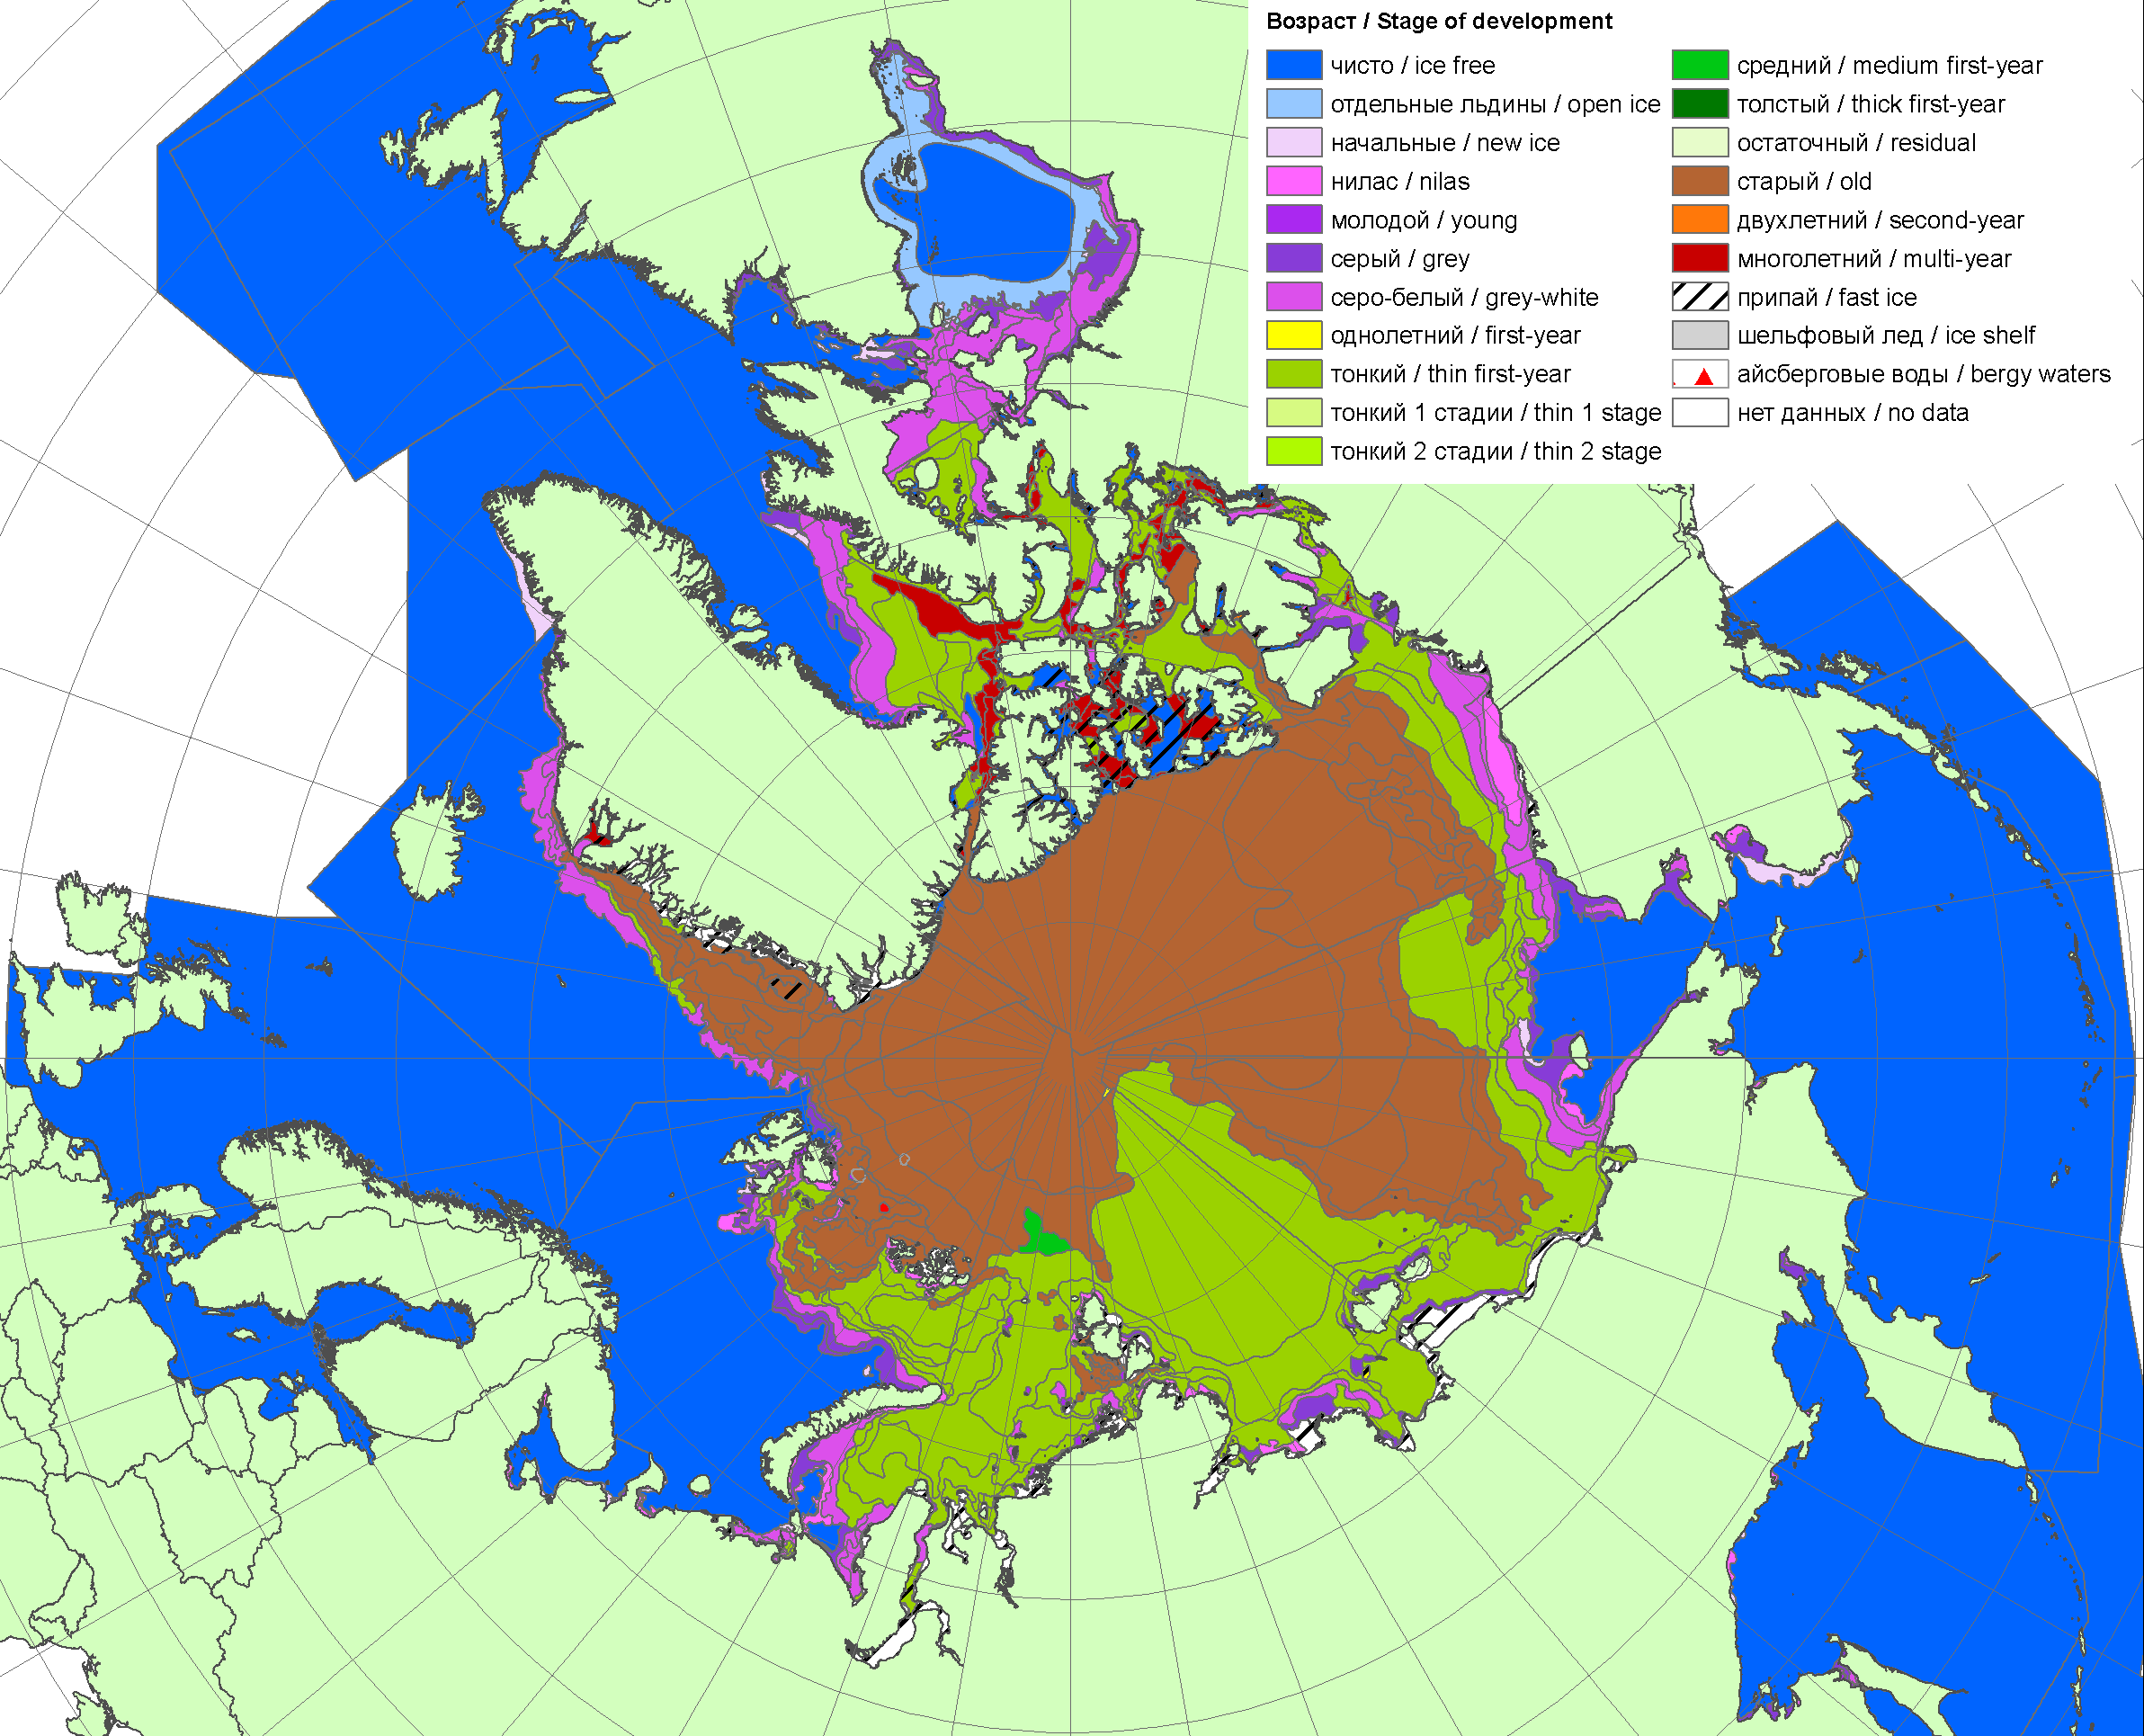 Возраст / Stage of development
чисто / ice free
отдельные льдины / open ice
начальные / new ice
нилас / nilas
молодой / young
серый / grey
серо-белый / grey-white
однолетний / first-year
тонкий / thin first-year
тонкий 1 стадии / thin 1 stage
тонкий 2 стадии / thin 2 stage
средний / medium first-year
толстый / thick first-year
остаточный / residual
старый / old
двухлетний / second-year
многолетний / multi-year
припай / fast ice
шельфовый лед / ice shelf
айсберговые воды / bergy waters
нет данных / no data